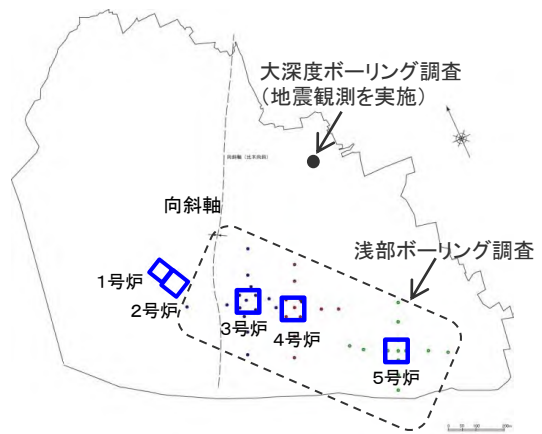 大深度ボーリング調査
（地震観測を実施）
向斜軸
浅部ボーリング調査
1号炉
2号炉
3号炉
4号炉
5号炉